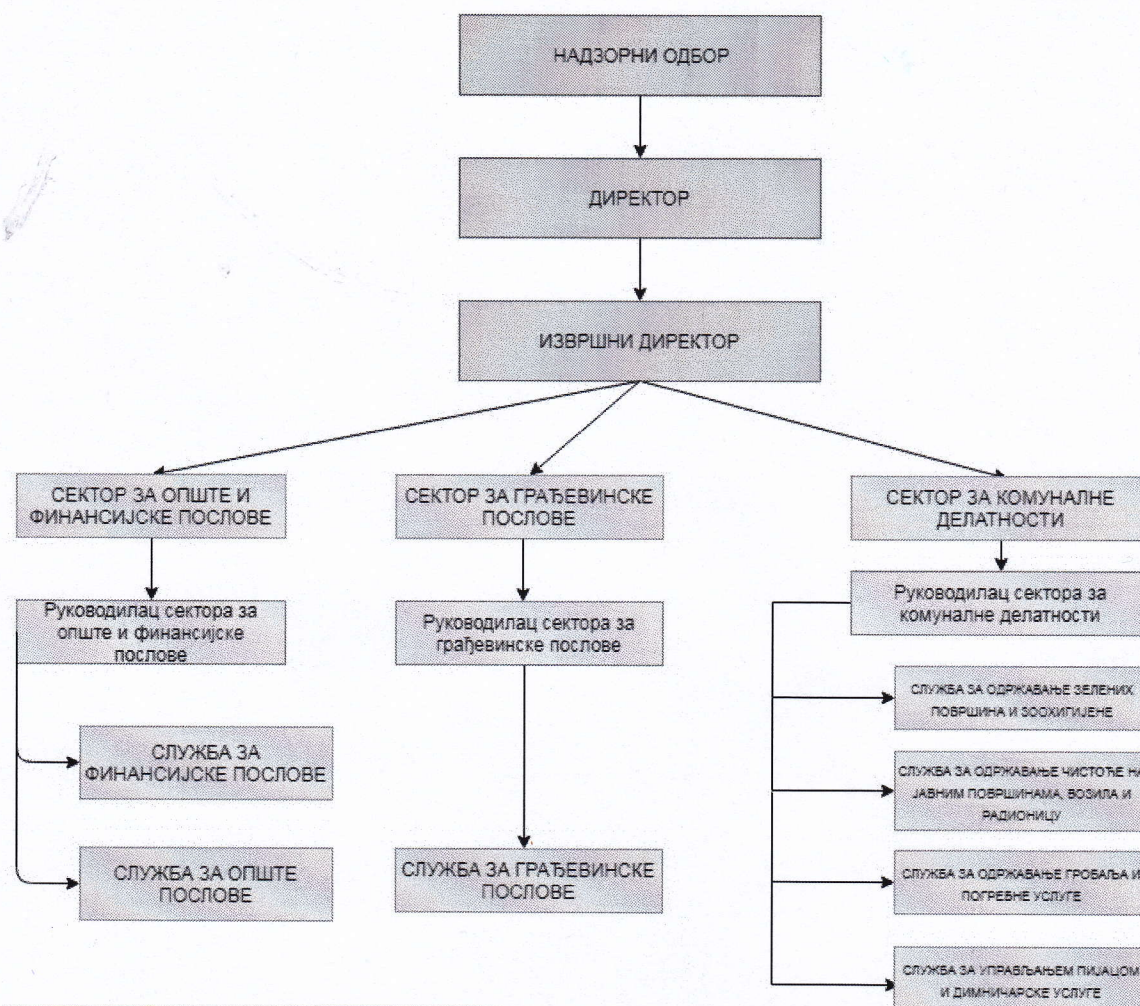 НАДЗОРНИ ОДБОР
ДИРЕКТОР
ИЗВРШНИ ДИРЕКТОР
СЕКТОР ЗА ОПШТЕ И
ФИНАНСИЈСКЕ ПОСЛОВЕ
СЕКТОР ЗА ГРАЂЕВИНСКЕ
ПОСЛОВЕ
СЕКТОР ЗА КОМУНАЛНЕ
ДЕЛАТНОСТИ
Руководилац сектора за
опште и финансијске
послове
Руководилац сектора за
грађевинске послове
Руководилац сектора за
комуналне делатности
СЛУЖБА ЗА
ФИНАНСИЈСКЕ ПОСЛОВЕ
СЛУЖБА ЗА ОПШТЕ
ПОСЛОВЕ
СЛУЖБА ЗА ГРАЂЕВИНСКЕ
ПОСЛОВЕ
СЛУЖБА ЗА ОДРЖАВАЊЕ ЗЕЛЕНИХ
ПОВРШИНА И ЗООХИГИЈЕНЕ
СЛУЖБА ЗА ОДРЖАВАЊЕ ЧИСТОЋЕ НА
ЈАВНИМ ПОВРШИНАМА, ВОЗИЛА И
РАДИОНИЦУ
СЛУЖБА ЗА ОДРЖАВАЊЕ ГРОБАЉА И
ПОГРЕБНЕ УСЛУГЕ
СЛУЖБА ЗА УПРАВЉАЊЕМ ПИЈАЦОМ
И ДИМНИЧАРСКЕ УСЛУГЕ